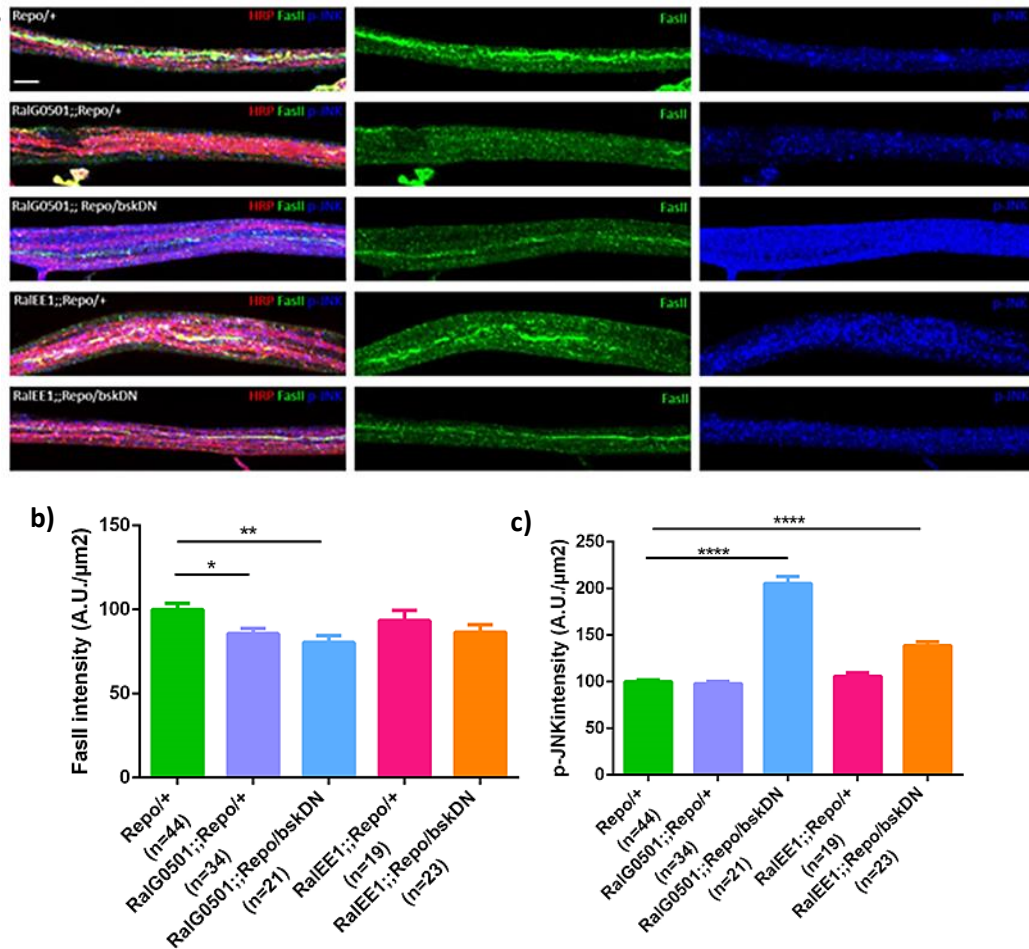 Repo/+ HRP FasII p-JNK FasII p-JNK
RalG0501;;Repo/+ HRP FasII p-JNK FasII p-JNK
RalG0501;; Repo/bskDN HRP FasII p-JNK FasII p-JNK
RalEE1;;Repo/+ HRP FasII p-JNK FasII p-JNK
RalEE1;;Repo/bskDN HRP FasII p-JNK FasII p-JNK
b)
FasII intensity (A.U./µm2)
150
100
50
0
**
*
Repo/+
(n=44)
RalG0501;;Repo/+
(n=34)
RalG0501;;Repo/bskDN
(n=21)
RalEE1;;Repo/+
(n=19)
RalEE1;;Repo/bskDN
(n=23)
c)
p-JNKintensity (A.U./µm2)
250
200
150
100
50
0
****
****
Repo/+
(n=44)
RalG0501;;Repo/+
(n=34)
RalG0501;;Repo/bskDN
(n=21)
RalEE1;;Repo/+
(n=19)
RalEE1;;Repo/bskDN
(n=23)